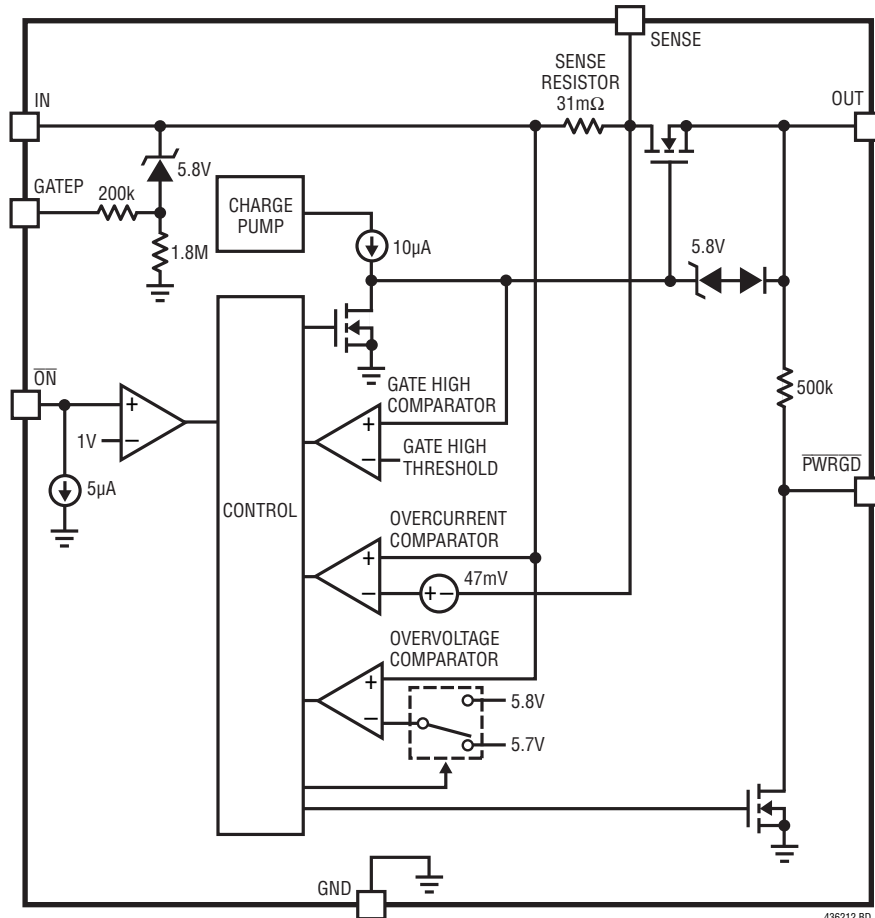 SENSE
SENSE
RESISTOR
31mΩ
IN
OUT
5.8V
GATEP
200k
1.8M
CHARGE
PUMP
10µA
5.8V
ON
+
1V
–
5µA
GATE HIGH
COMPARATOR
+
–
GATE HIGH
THRESHOLD
500k
PWRGD
CONTROL
OVERCURRENT
COMPARATOR
+
–
+ –
47mV
OVERVOLTAGE
COMPARATOR
+
–
5.8V
5.7V
GND
436212 BD